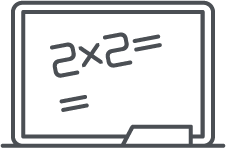 2×2=
=